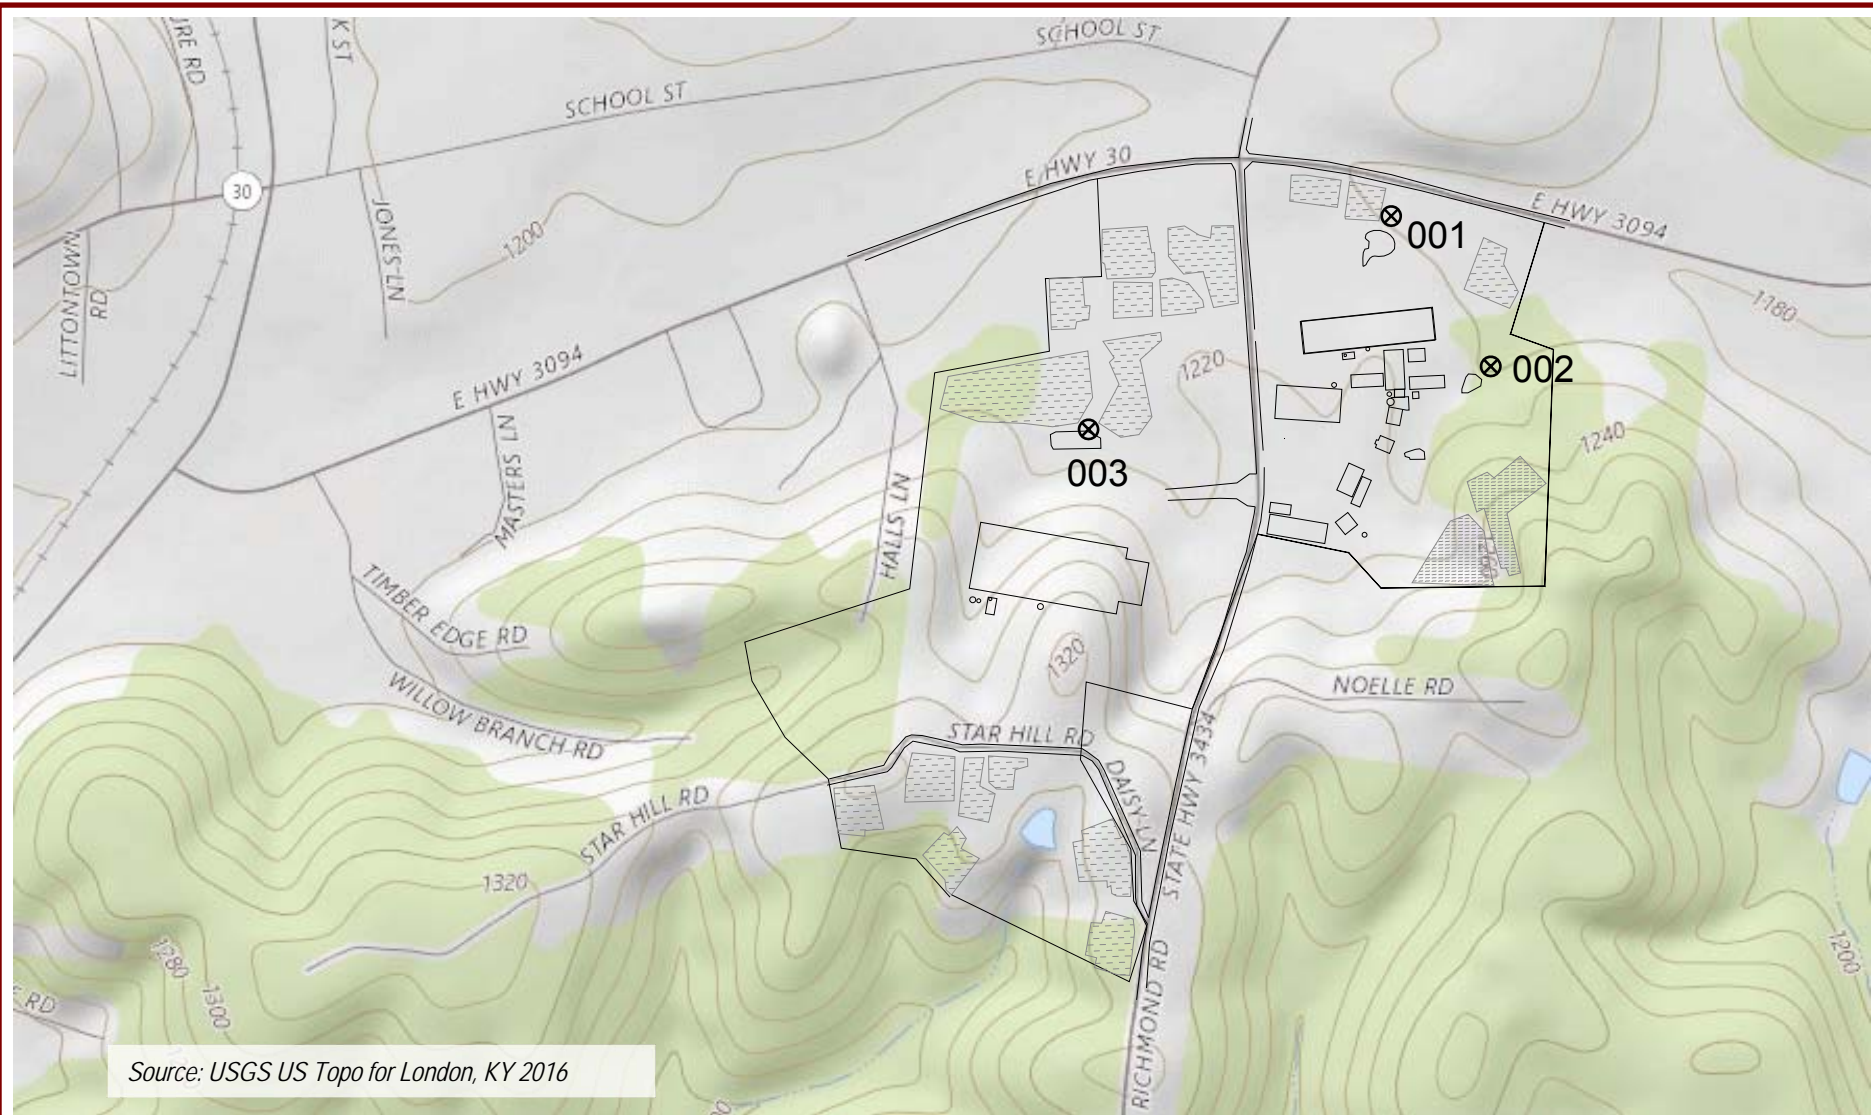 SCHOOL ST
K ST
URE RD
SCHOOL ST
E HWY 30
30
E HWY 3094
JONES LN
001
1200
LITTONTOWN
RD
1180
1220
002
E HWY 3094
MASTERS LN
1240
003
HALLS LN
TIMBER EDGE RD
1320
NOELLE RD
WILLOW BRANCH RD
STAR HILL RD
DAISY LN
STATE HWY 3434
STAR HILL RD
1320
1280
1300
RICHMOND RD
1200
E RD
Source: USGS US Topo for London, KY 2016